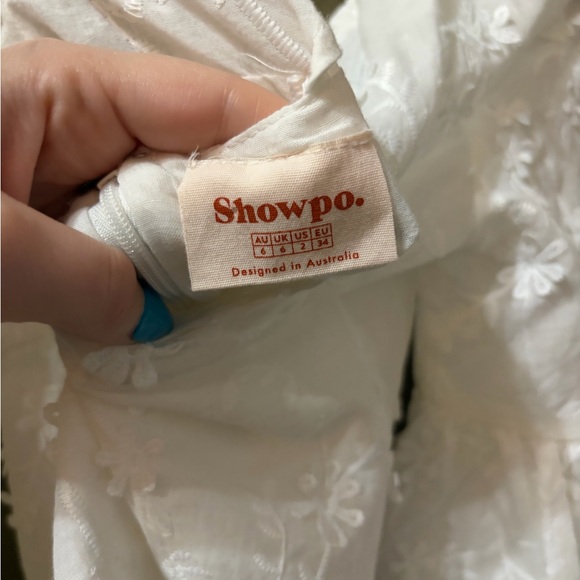 Showpo.
AU UK US EU
6 6 2 34
Designed in Australia